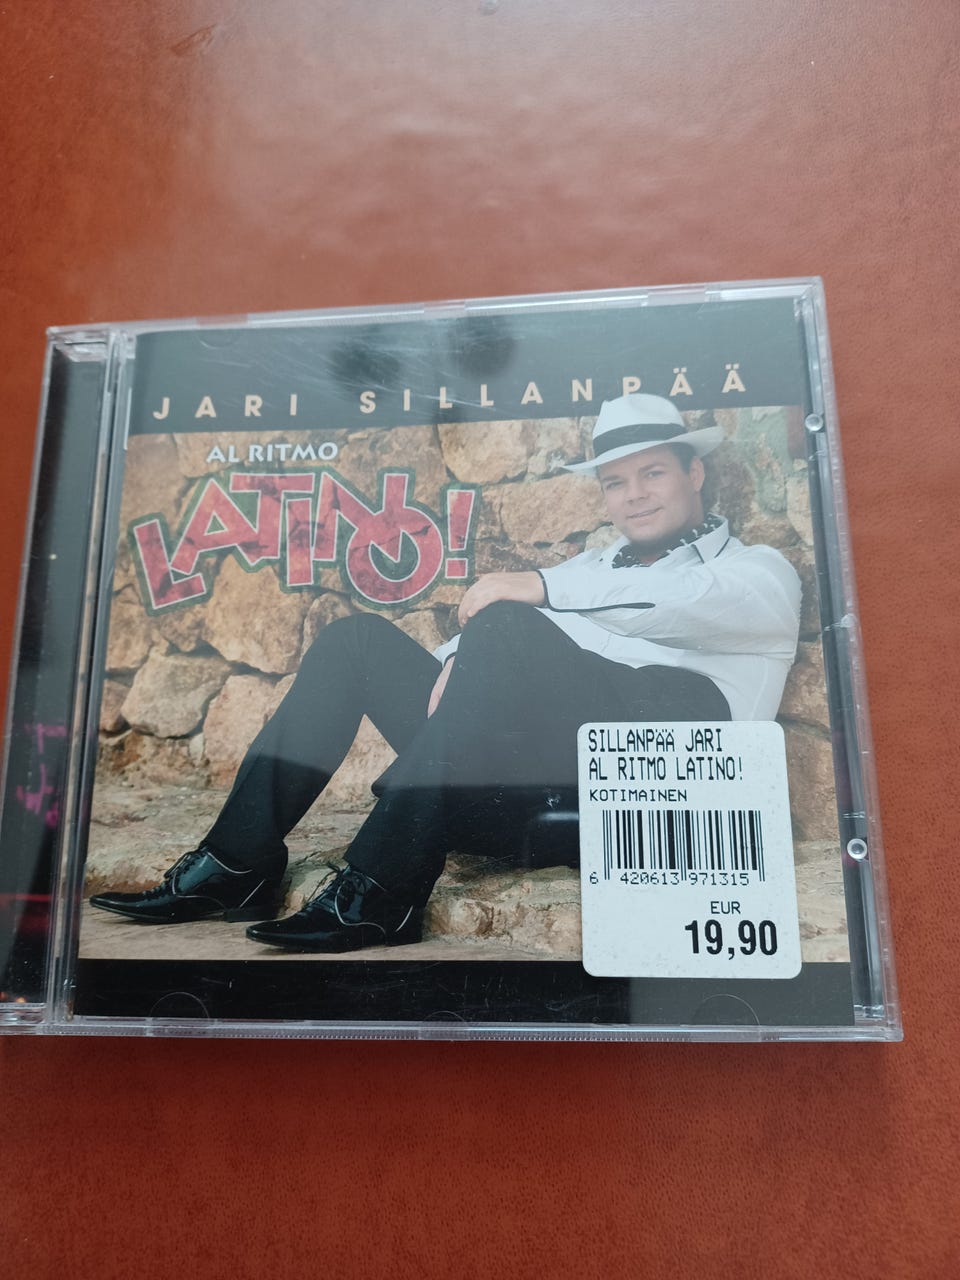 JARI SILLANPÄÄ
AL RITMO
LATINO!
SILLANPÄÄ JARI
AL RITMO LATINO!
KOTIMAINEN
6 420613 971315
EUR
19,90